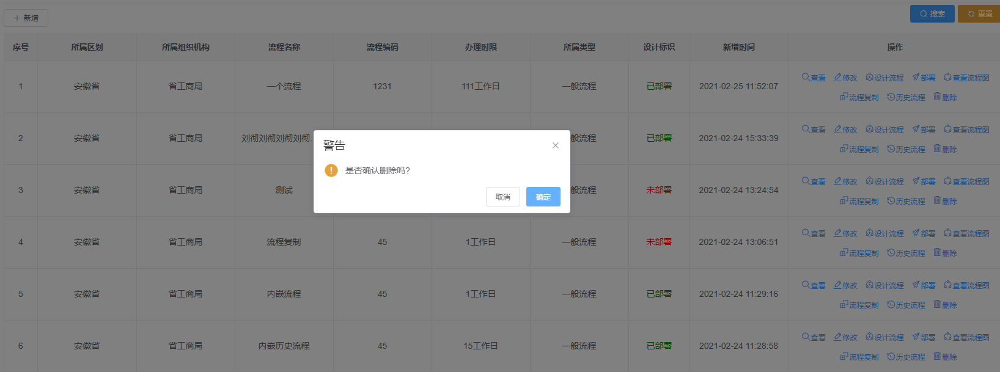 新增
搜索 重置
序号 所属区划 所属组织机构 流程名称 流程编码 办理时限 所属类型 设计标识 新增时间 操作
1 安徽省 省工商局 一个流程 1231 111工作日 一般流程 已部署 2021-02-25 11:52:07 查看 修改 设计流程 部署 查看流程图
流程复制 历史流程 删除
2 安徽省 省工商局 刘彻刘彻刘彻刘彻. 般流程 已部署 2021-02-24 15:33:39 查看 修改 设计流程 部署 查看流程图
流程复制 历史流程 删除
警告
是否确认删除吗?
取消 确定
3 安徽省 省工商局 测试 般流程 未部署 2021-02-24 13:24:54 查看 修改 设计流程 部署 查看流程图
流程复制 历史流程 删除
4 安徽省 省工商局 流程复制 45 1工作日 一般流程 未部署 2021-02-24 13:06:51 查看 修改 设计流程 部署 查看流程图
流程复制 历史流程 删除
5 安徽省 省工商局 内嵌流程 45 1工作日 一般流程 已部署 2021-02-24 11:29:16 查看 修改 设计流程 部署 查看流程图
流程复制 历史流程 删除
6 安徽省 省工商局 内嵌历史流程 45 15工作日 一般流程 已部署 2021-02-24 11:28:58 查看 修改 设计流程 部署 查看流程图
流程复制 历史流程 删除